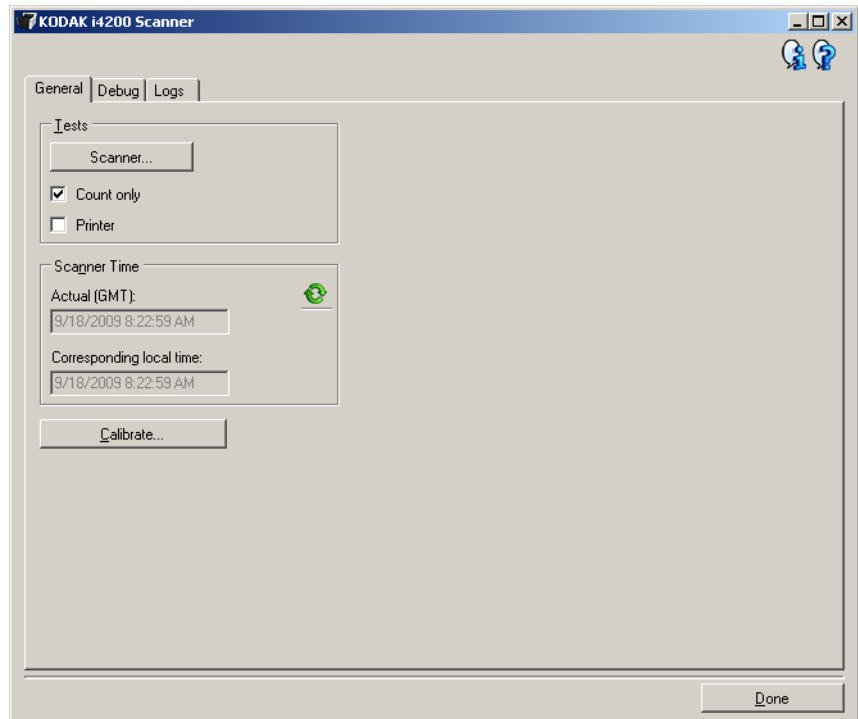 KODAK i4200 Scanner
General Debug Logs
Tests
Scanner...
Count only
Printer
Scanner Time
Actual (GMT):
9/18/2009 8:22:59 AM
Corresponding local time:
9/18/2009 8:22:59 AM
Calibrate...
Done